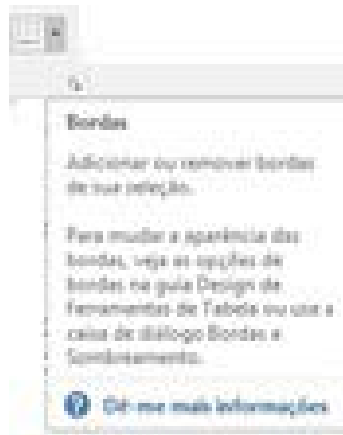 Bordas
Adicionar ou remover bordas
de sua seleção.
Para mudar a aparência das
bordas, veja as opções de
bordas na guia Design de
Ferramentas de Tabela ou use a
caixa de diálogo Bordas e
Sombreamento.
Dê-me mais informações